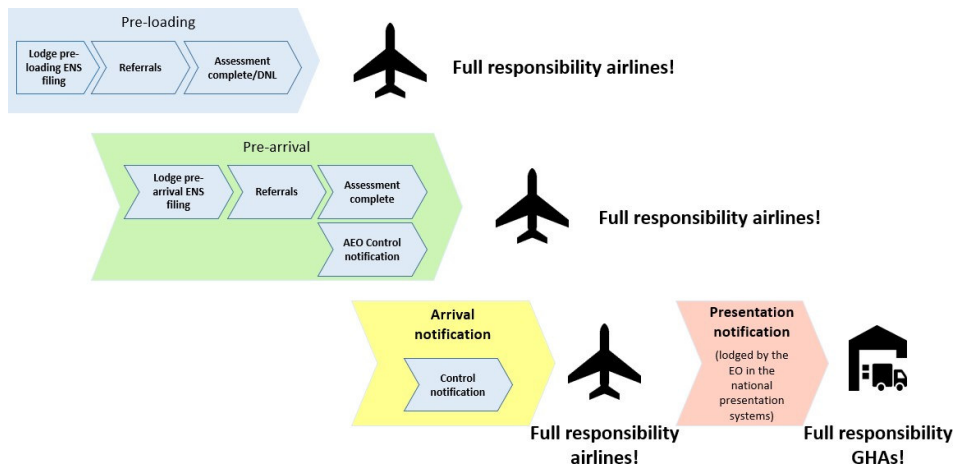 Pre-loading
Lodge pre-
loading ENS
filing
Referrals
Assessment
complete/DNL
Full responsibility airlines!
Pre-arrival
Lodge pre-
arrival ENS
filing
Referrals
Assessment
complete
AEO Control
notification
Full responsibility airlines!
Arrival
notification
Control
notification
Full responsibility
airlines!
Presentation
notification
(lodged by the
EO in the
national
presentation
systems)
Full responsibility
GHAs!